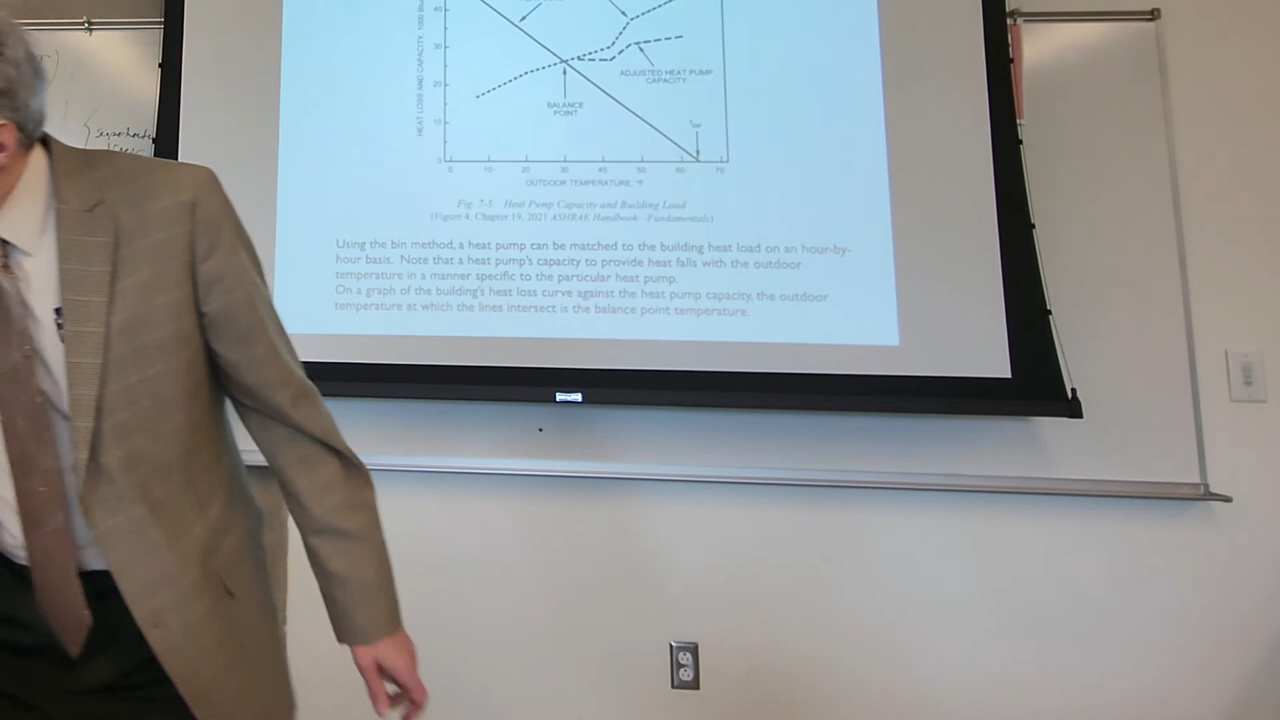 HEAT LOSS AND CAPACITY, 1000
40
30
20
10
0
ADJUSTED HEAT PUMP
CAPACITY
BALANCE
POINT
t
0 10 20 30 40 50 60 70
OUTDOOR TEMPERATURE, °F
Fig. 7-5 Heat Pump Capacity and Building Load
(Figure 4, Chapter 19, 2021 ASHRAE Handbook—Fundamentals)
Using the bin method, a heat pump can be matched to the building heat load on an hour-by-
hour basis. Note that a heat pump's capacity to provide heat falls with the outdoor
temperature in a manner specific to the particular heat pump.
On a graph of the building's heat loss curve against the heat pump capacity, the outdoor
temperature at which the lines intersect is the balance point temperature.